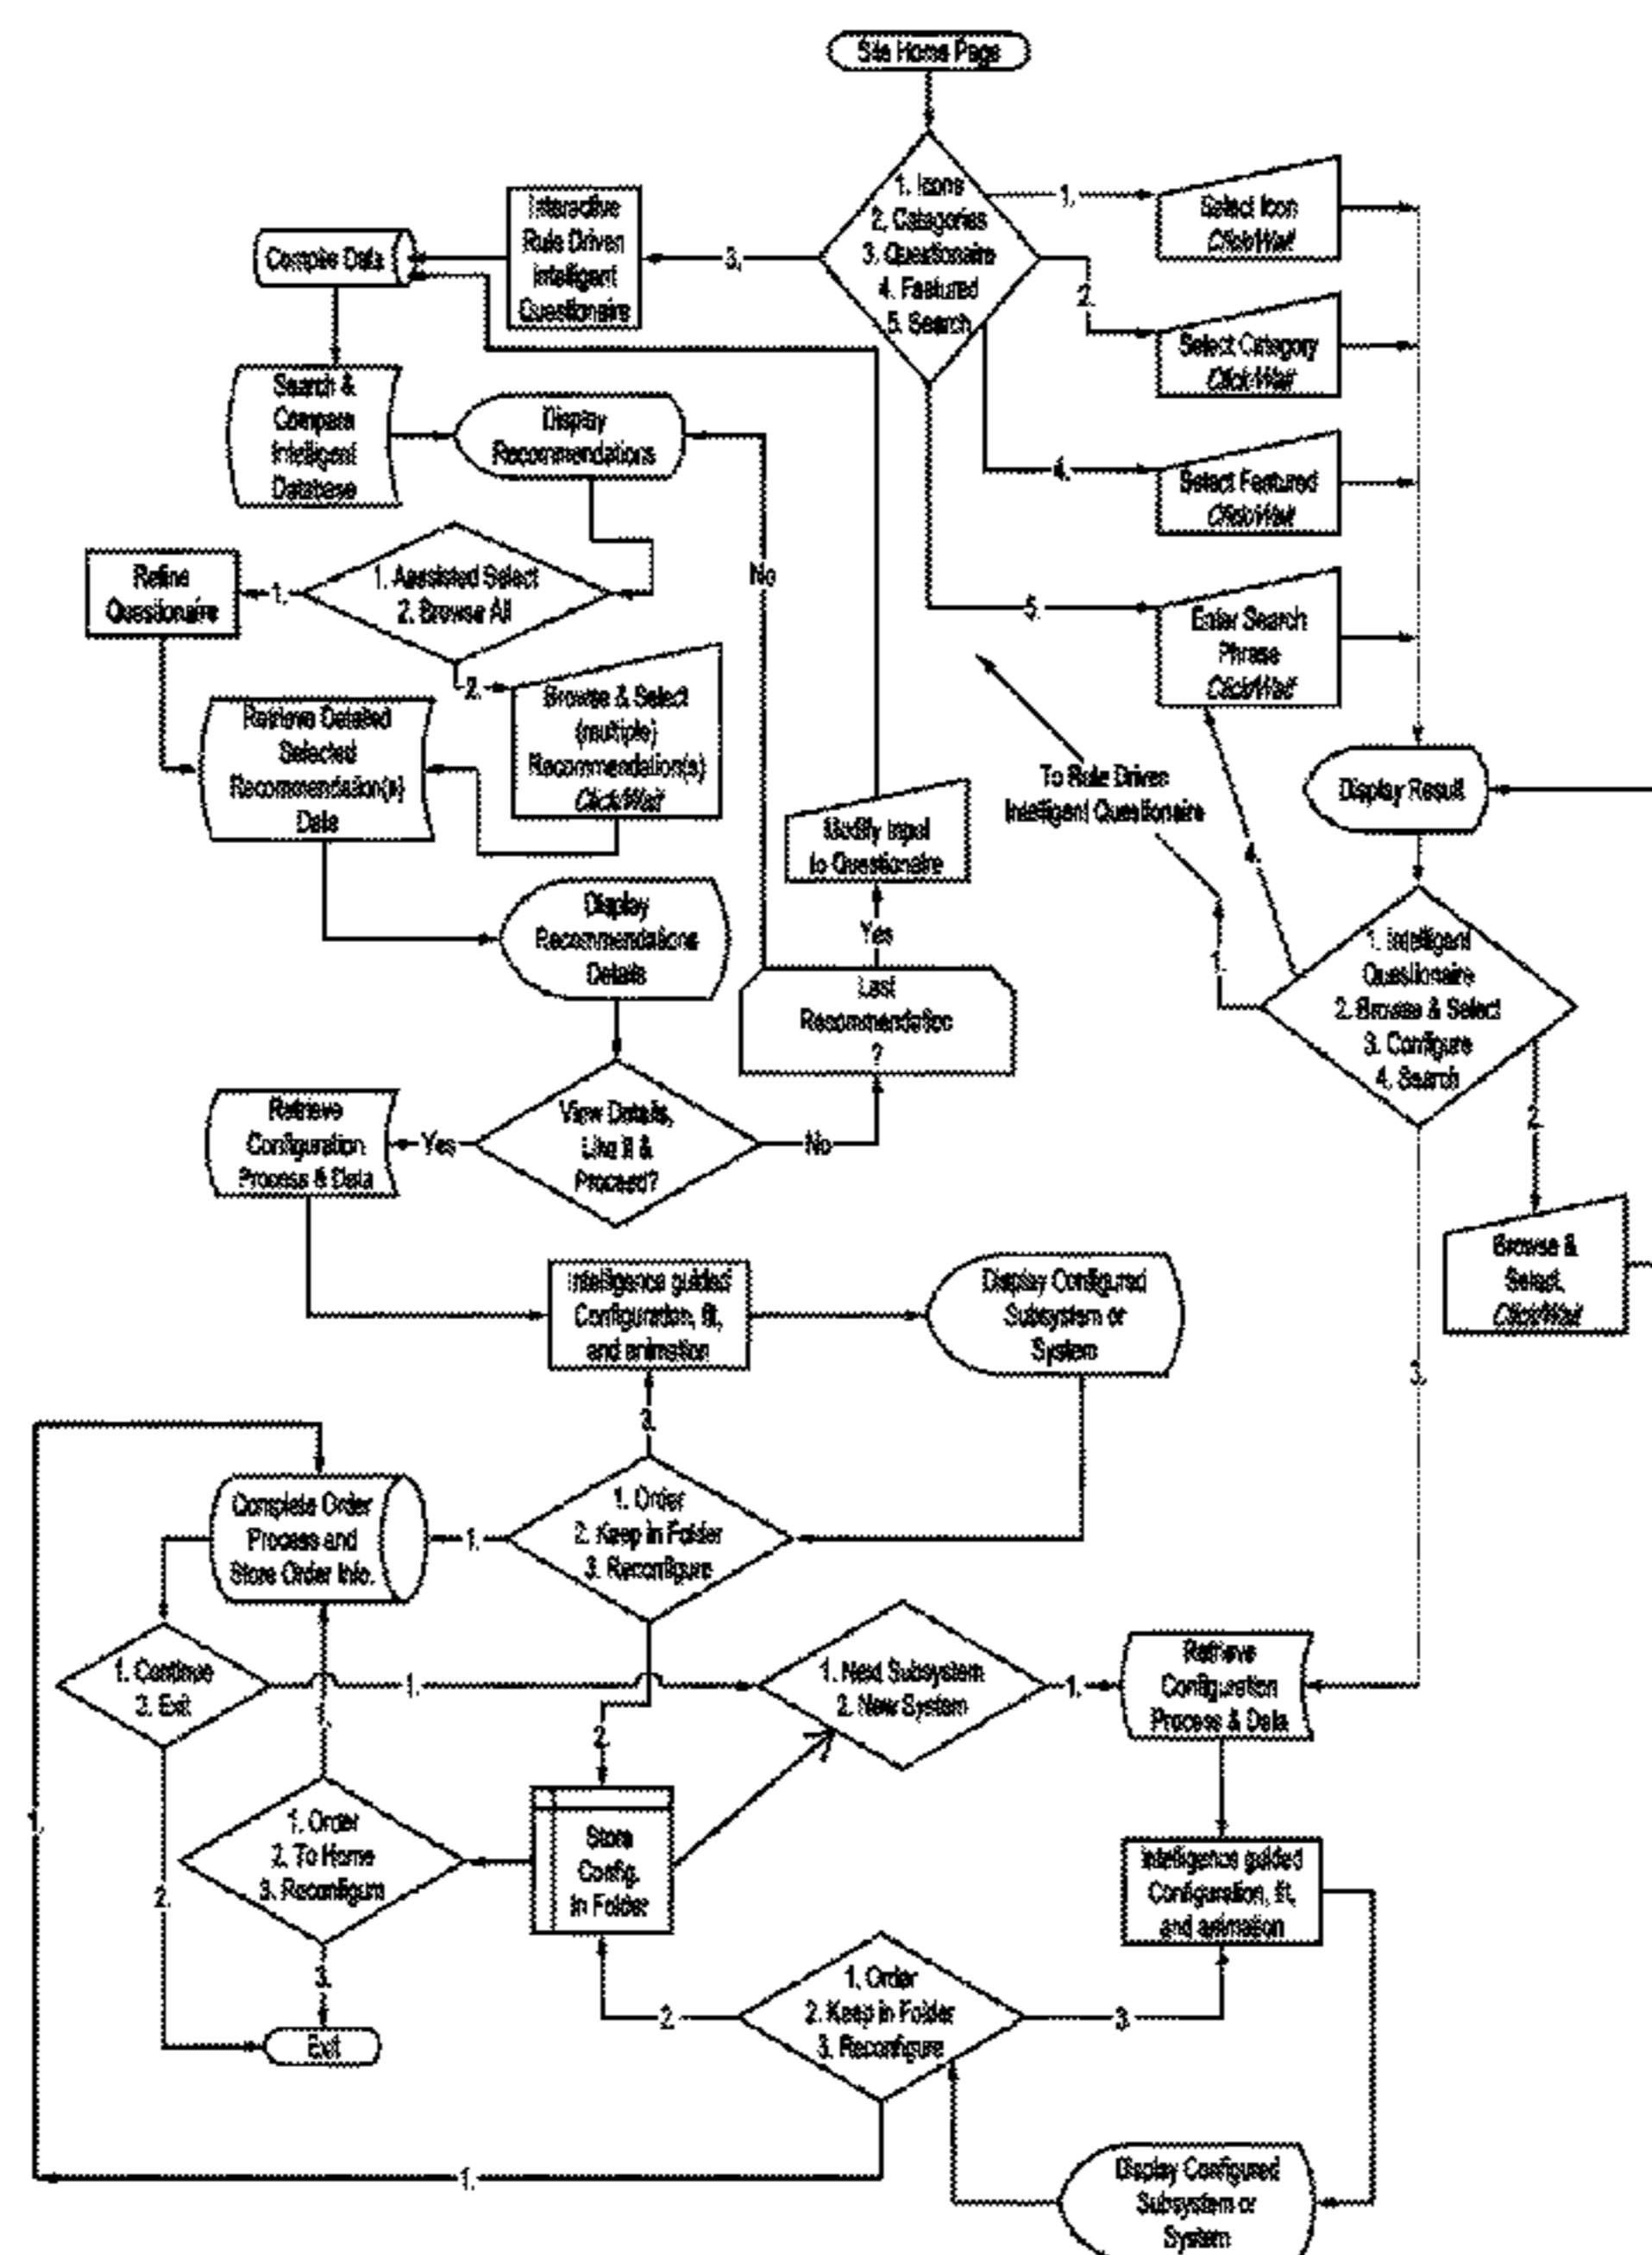 Site Home Page
1. Icons
2. Catagories
3. Questionaire
4. Featured
5. Search
1.
Select Icon
Click/Wait
Interactive
Rule Driven
Intelligent
Questionaire
3.
Compile Data
2.
Select Catagory
Click/Wait
Search &
Compare
Intelligent
Database
Display
Recommendations
4.
Select Featured
Click/Wait
No
Refine
Questionaire
1.
1. Assisted Select
2. Browse All
5.
Enter Search
Phrase
Click/Wait
2.
Browse & Select
(multiple)
Recommendation(s)
Click/Wait
Retrieve Detailed
Selected
Recommendation(s)
Data
To Rule Driven
Intelligent Questionaire
Display Result
Modify Input
to Questionaire
4.
Yes
Display
Recommendations
Details
1.
1. Intelligent
Questionaire
2. Browse & Select
3. Configure
4. Search
Last
Recommendation
?
Retrieve
Configuration
Process & Data
Yes
View Details,
Like it &
Proceed?
No
2.
Browse &
Select,
Click/Wait
Intelligence guided
Configuration, fit,
and animation
Display Configured
Subsystem or
System
3.
3.
Complete Order
Process and
Store Order Info.
1.
1. Order
2. Keep in Folder
3. Reconfigure
1. Continue
2. Exit
1.
1. Next Subsystem
2. New System
1.
Retrieve
Configuration
Process & Data
2.
1.
1. Order
2. To Home
3. Reconfigure
Store
Config.
in Folder
Intelligence guided
Configuration, fit,
and animation
2.
3.
Exit
2.
1. Order
2. Keep in Folder
3. Reconfigure
3.
1.
Display Configured
Subsystem or
System